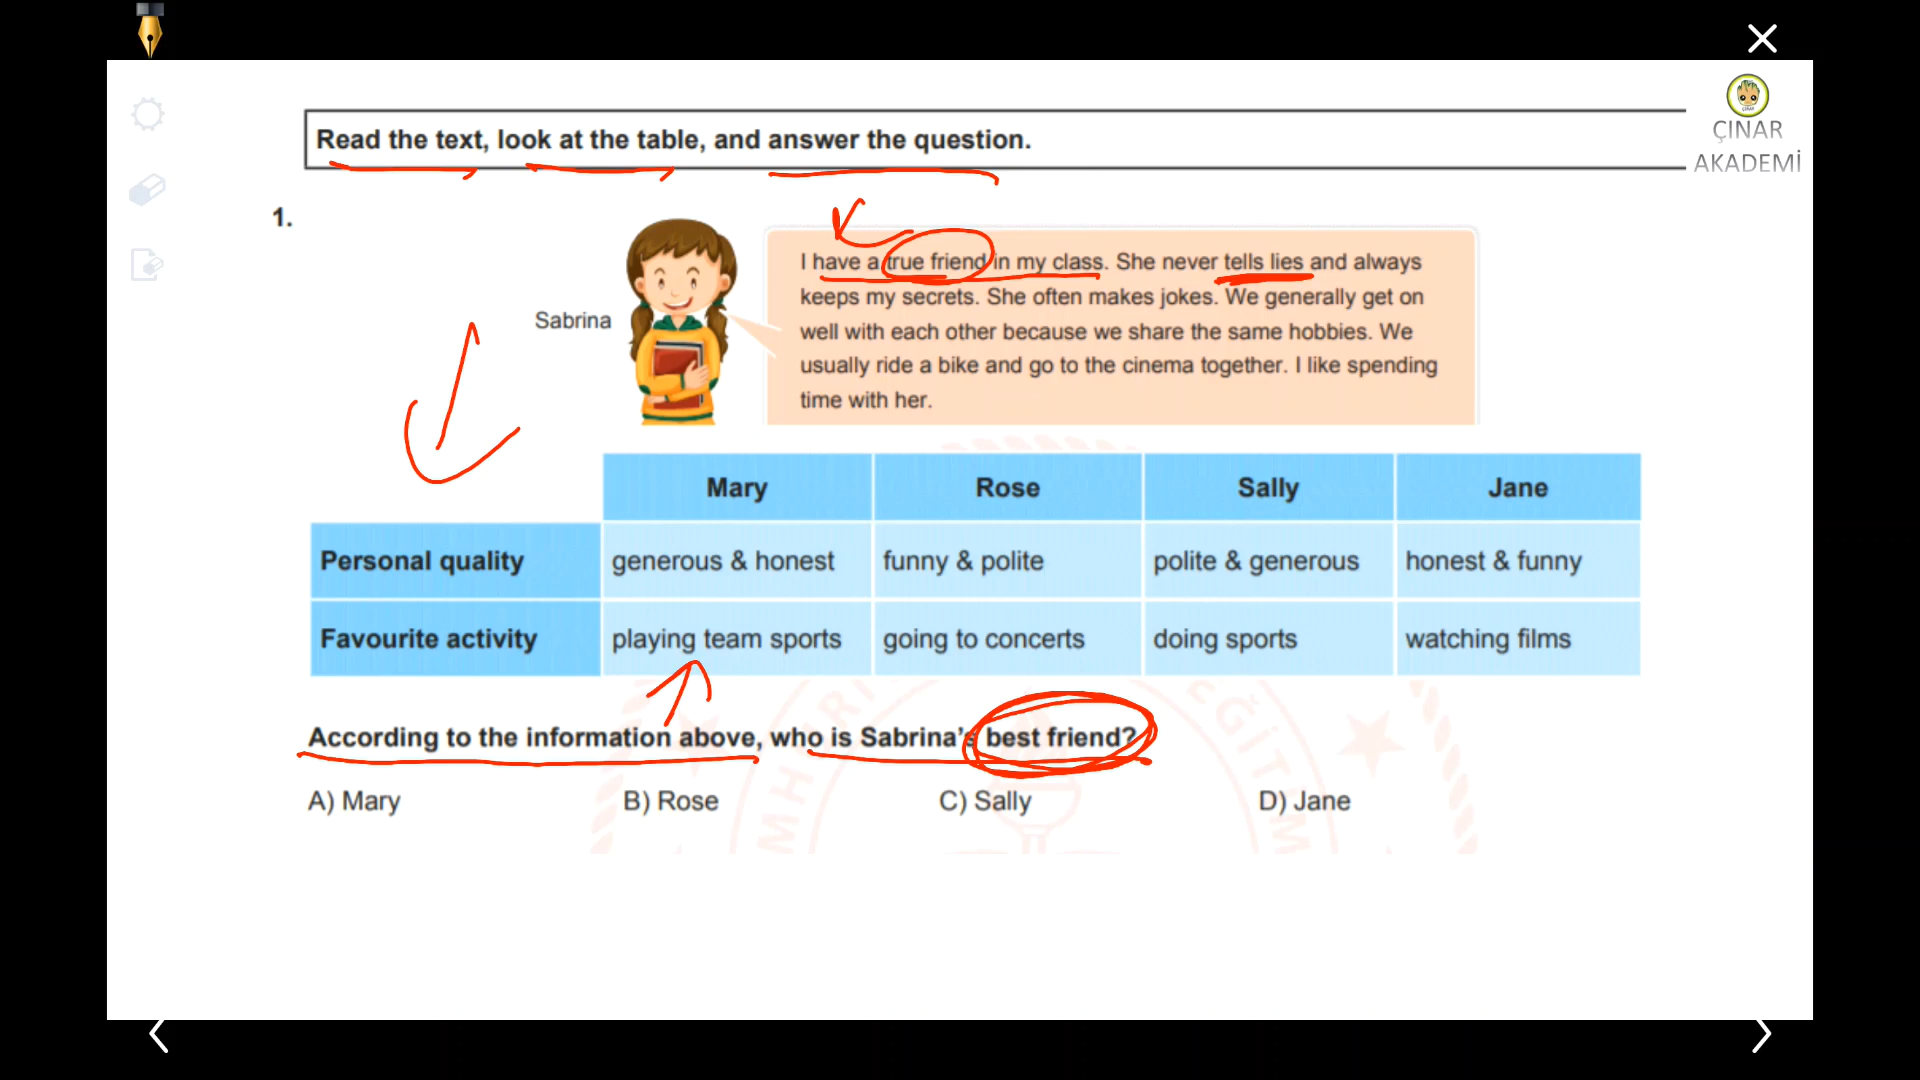 ÇINAR
AKADEMİ
Read the text, look at the table, and answer the question.
1.
Sabrina
I have a true friend in my class. She never tells lies and always
keeps my secrets. She often makes jokes. We generally get on
well with each other because we share the same hobbies. We
usually ride a bike and go to the cinema together. I like spending
time with her.
Mary Rose Sally Jane
Personal quality generous & honest funny & polite polite & generous honest & funny
Favourite activity playing team sports going to concerts doing sports watching films
According to the information above, who is Sabrina's best friend?
A) Mary B) Rose C) Sally D) Jane